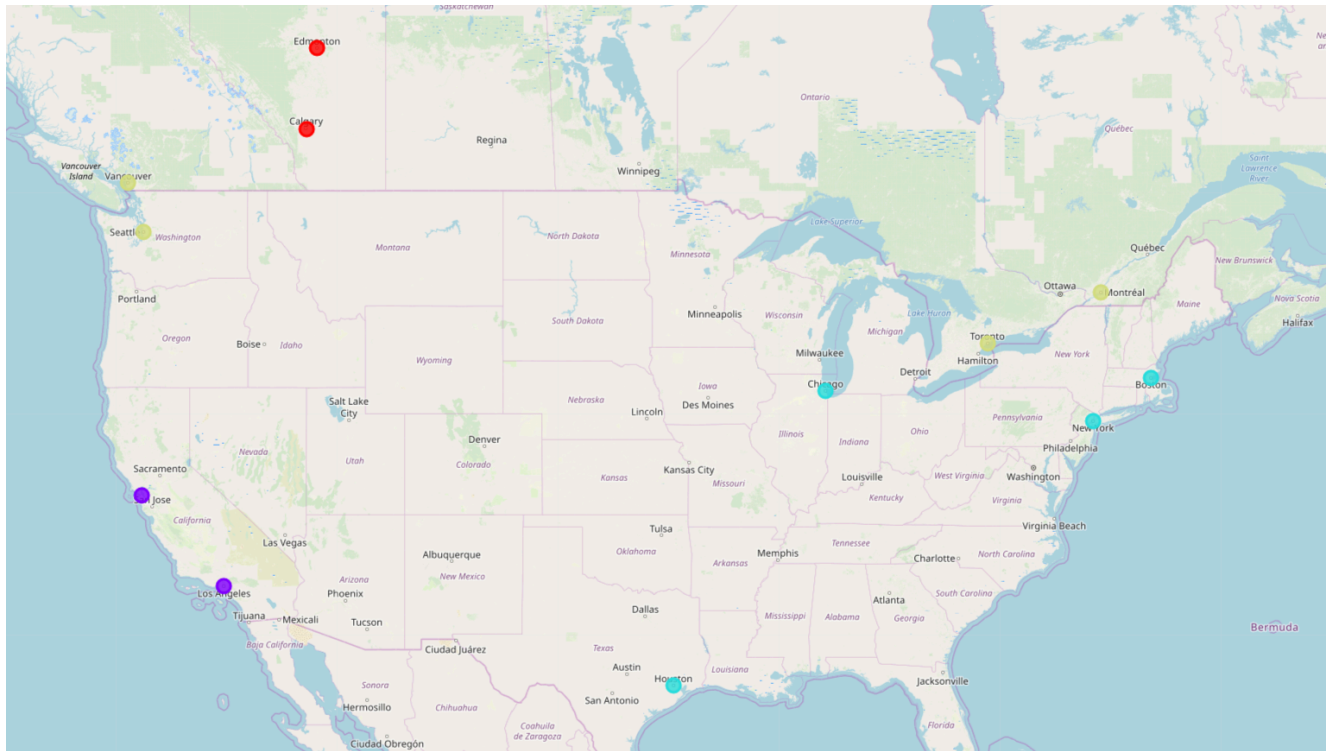 Saskatchewan
Edmonton
Calgary
Regina
Winnipeg
Ontario
Québec
Vancouver
Island
Vancouver
Saint
Lawrence
River
Lake Superior
Seattle
Washington
Montana
North Dakota
Minnesota
Québec
New Brunswick
Ottawa
Montréal
Maine
Nova Scotia
Halifax
Portland
Oregon
Boise
Idaho
South Dakota
Minneapolis
Wisconsin
Michigan
Lake Huron
Toronto
Hamilton
New York
Wyoming
Milwaukee
Chicago
Detroit
Boston
Salt Lake
City
Nebraska
Lincoln
Iowa
Des Moines
Illinois
Indiana
Ohio
Pennsylvania
New York
Philadelphia
Sacramento
Nevada
Utah
Denver
Colorado
Kansas
Kansas City
Missouri
Louisville
Kentucky
West Virginia
Washington
Virginia
Virginia Beach
San Jose
California
Las Vegas
Albuquerque
New Mexico
Arizona
Phoenix
Tulsa
Oklahoma
Arkansas
Memphis
Tennessee
Charlotte
North Carolina
South Carolina
Los Angeles
Tijuana
Mexicali
Tucson
Baja California
Ciudad Juárez
Dallas
Texas
Mississippi
Alabama
Atlanta
Georgia
Bermuda
Austin
San Antonio
Houston
Louisiana
Jacksonville
Florida
Sonora
Hermosillo
Chihuahua
Coahuila
de Zaragoza
Ciudad Obregón